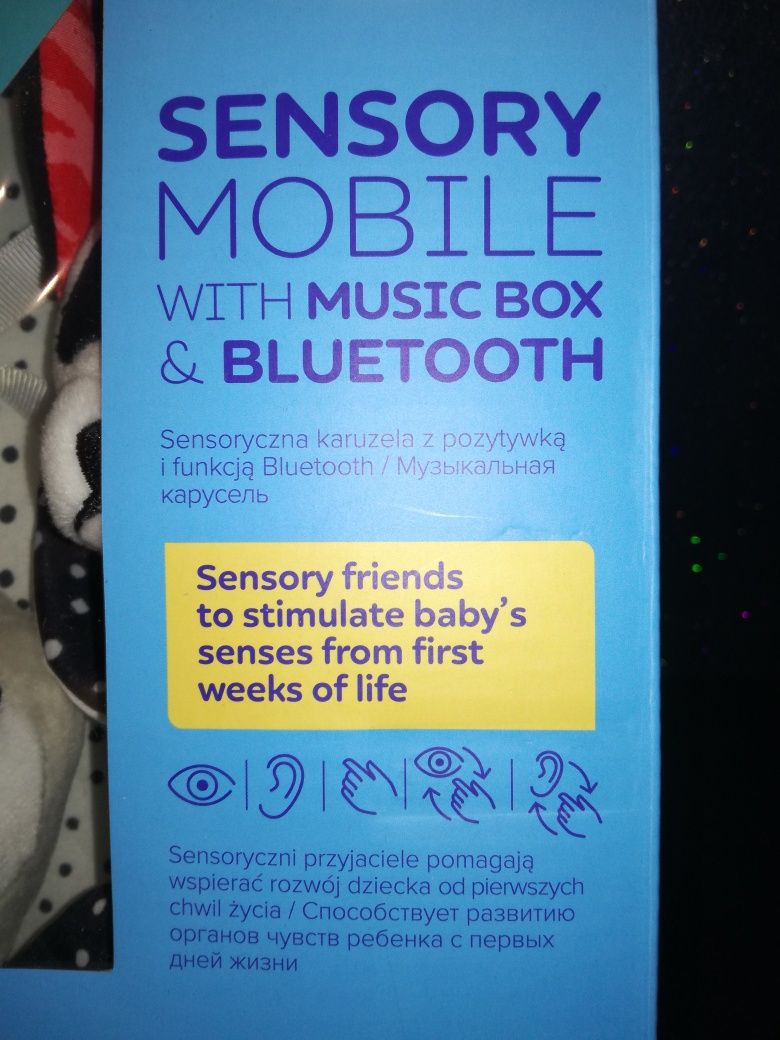 SENSORY
MOBILE
WITH MUSIC BOX
& BLUETOOTH
Sensoryczna karuzela z pozytywką
i funkcją Bluetooth / Музыкальная
карусель
Sensory friends
to stimulate baby's
senses from first
weeks of life
Sensoryczni przyjaciele pomagają
wspierać rozwój dziecka od pierwszych
chwil życia / Способствует развитию
органов чувств ребенка с первых
дней жизни